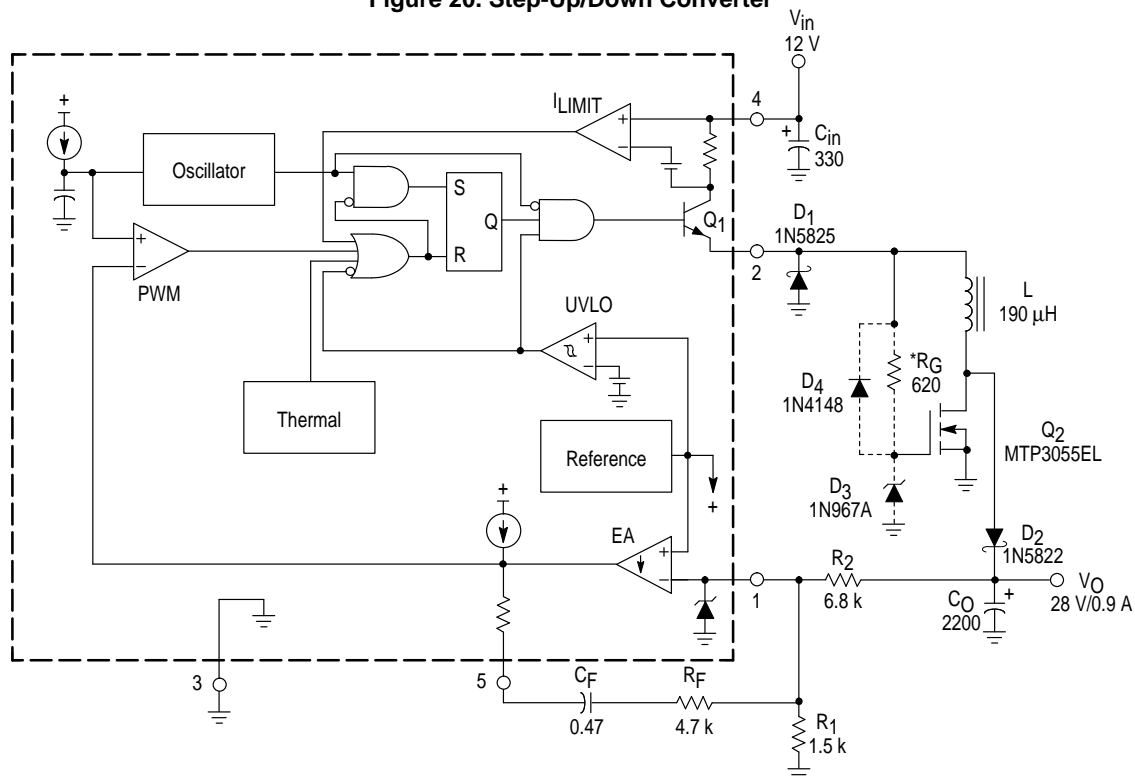 Figure 20. Step-Up/Down Converter
Vin
12 V
+
ILIMIT
4
+
−
+
Cin
330
Oscillator
S
Q
R
Q1
D1
1N5825
2
+
−
PWM
L
190 µH
UVLO
+
−
*RG
620
D4
1N4148
Thermal
Reference
+
Q2
MTP3055EL
D3
1N967A
+
EA
+
−
1
R2
6.8 k
D2
1N5822
VO
28 V/0.9 A
CO
2200
+
3
5
CF
0.47
RF
4.7 k
R1
1.5 k